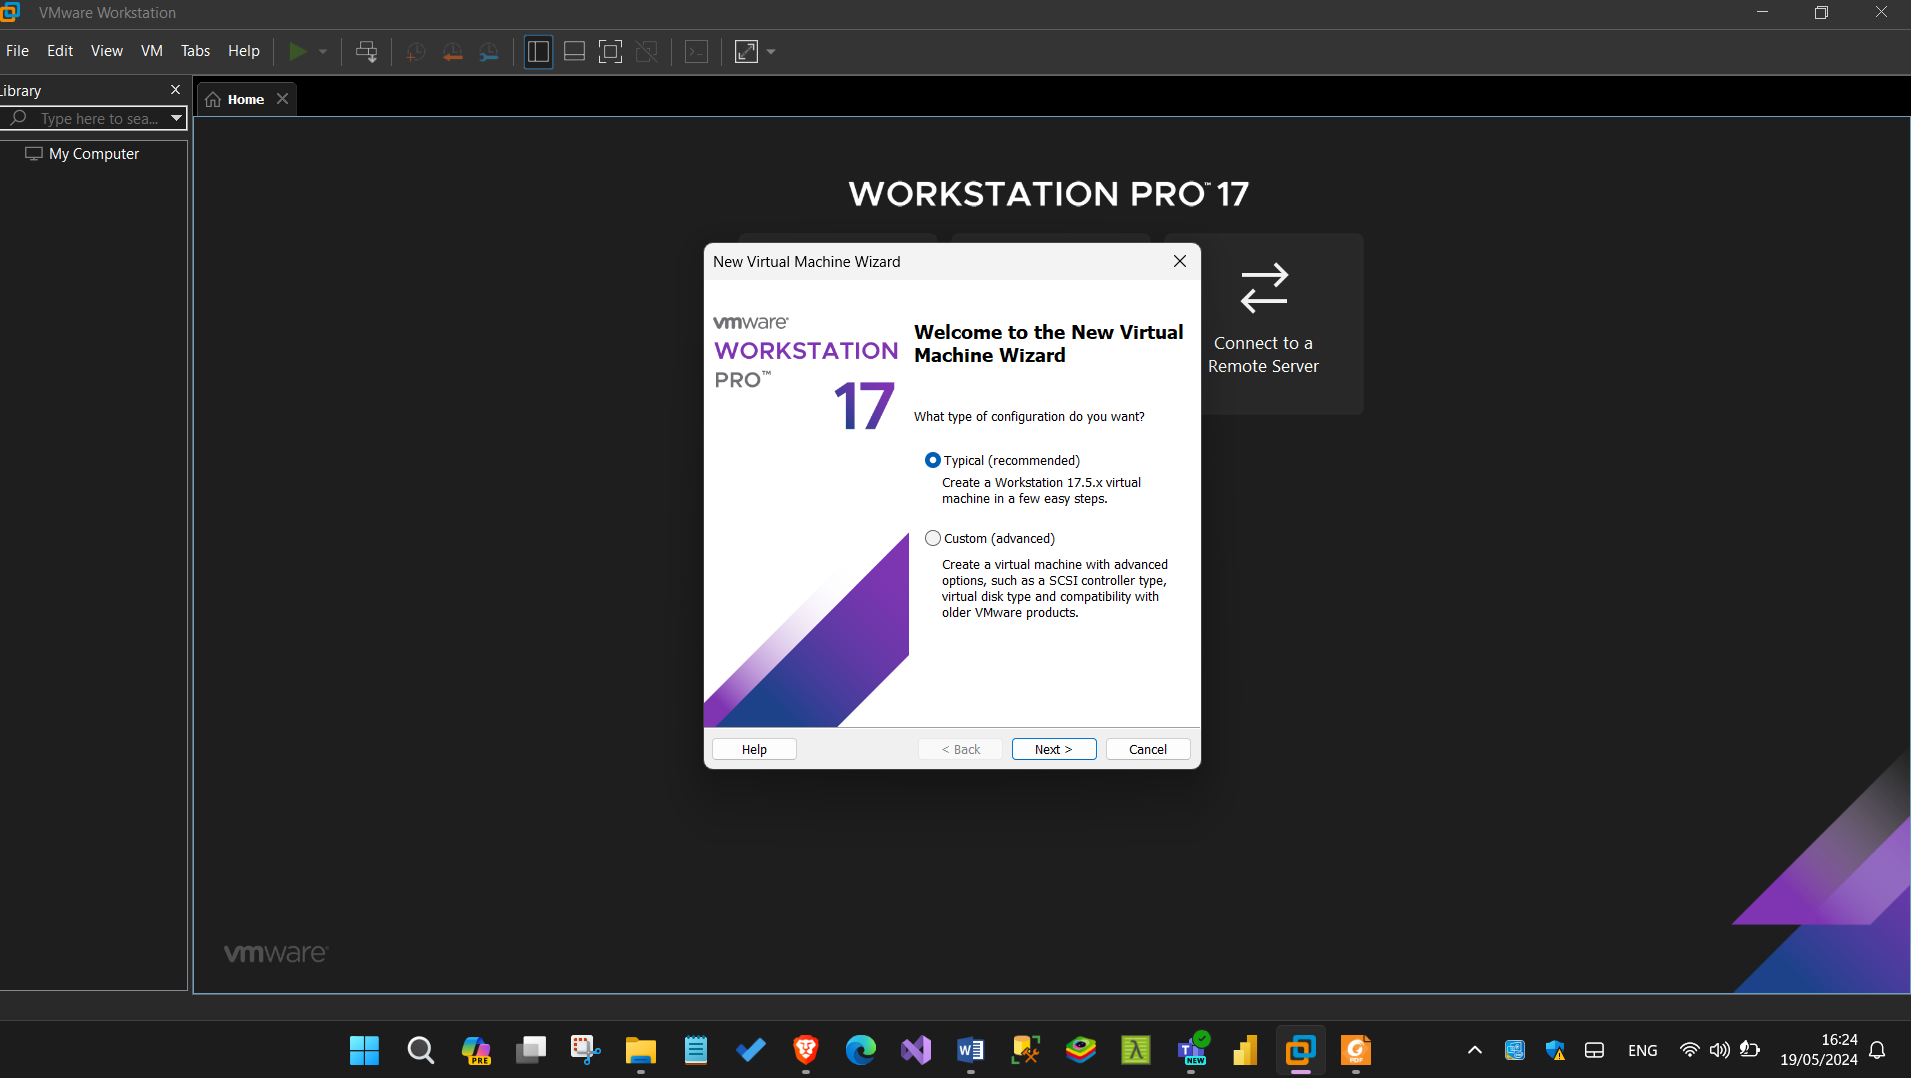 VMware Workstation
File Edit View VM Tabs Help
Library
Type here to sea...
My Computer
Home
WORKSTATION PRO™ 17
New Virtual Machine Wizard
vmware®
WORKSTATION
PRO™
17
Welcome to the New Virtual
Machine Wizard
What type of configuration do you want?
Typical (recommended)
Create a Workstation 17.5.x virtual
machine in a few easy steps.
Custom (advanced)
Create a virtual machine with advanced
options, such as a SCSI controller type,
virtual disk type and compatibility with
older VMware products.
Help < Back Next > Cancel
Connect to a
Remote Server
vmware®
PRE
W
NEW
PDF
ENG
16:24
19/05/2024